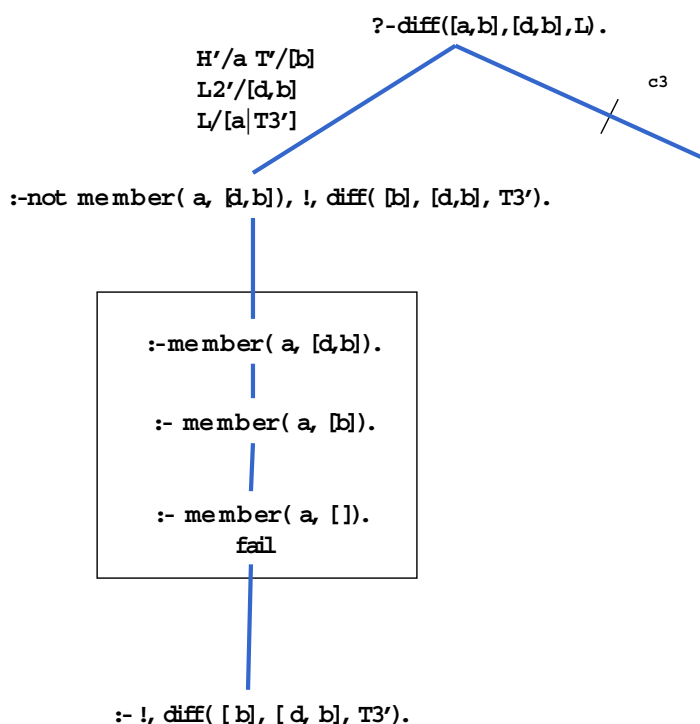 ?-diff([a,b],[d,b],L).
H'/a T'/[b]
L2'/[d,b]
L/[a|T3']
c3
:-not member( a, [d,b]), !, diff( [b], [d,b], T3').
:-member( a, [d,b]).
:- member( a, [b]).
:- member( a, [ ]).
fail
:- !, diff( [ b], [ d, b], T3').